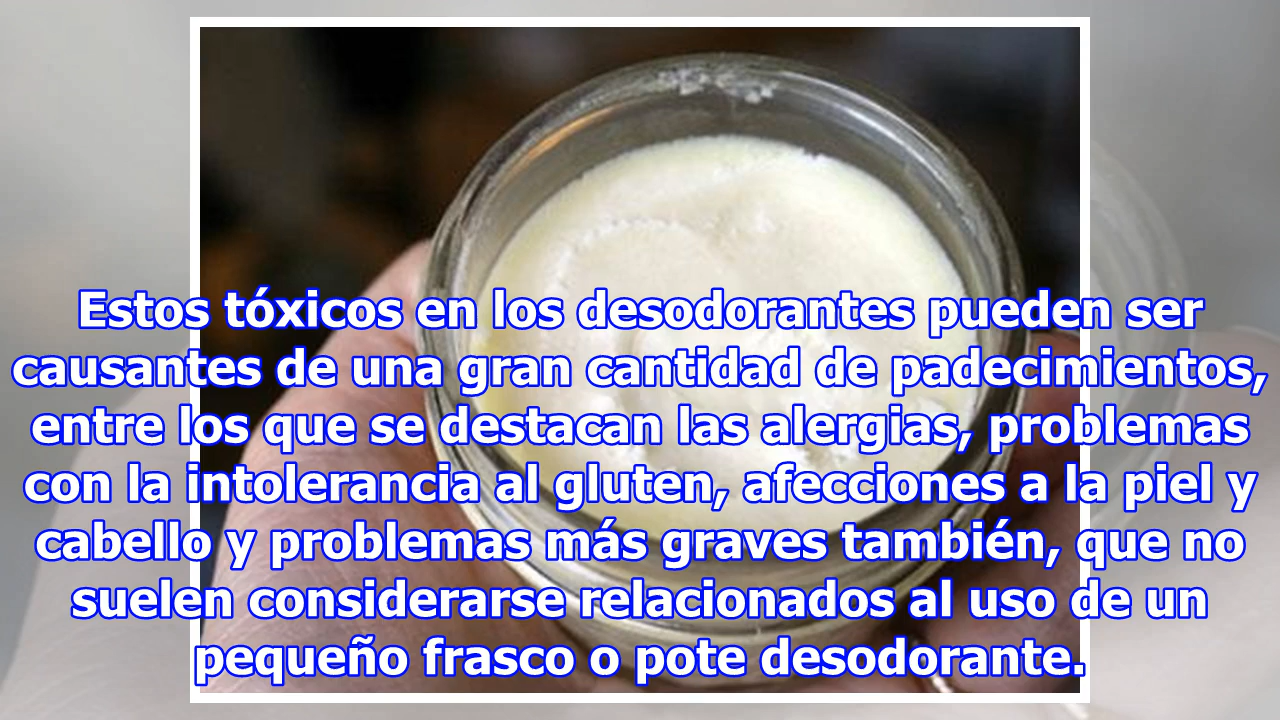 Estos tóxicos en los desodorantes pueden ser
causantes de una gran cantidad de padecimientos,
entre los que se destacan las alergias, problemas
con la intolerancia al gluten, afecciones a la piel y
cabello y problemas más graves también, que no
suelen considerarse relacionados al uso de un
pequeño frasco o pote desodorante.